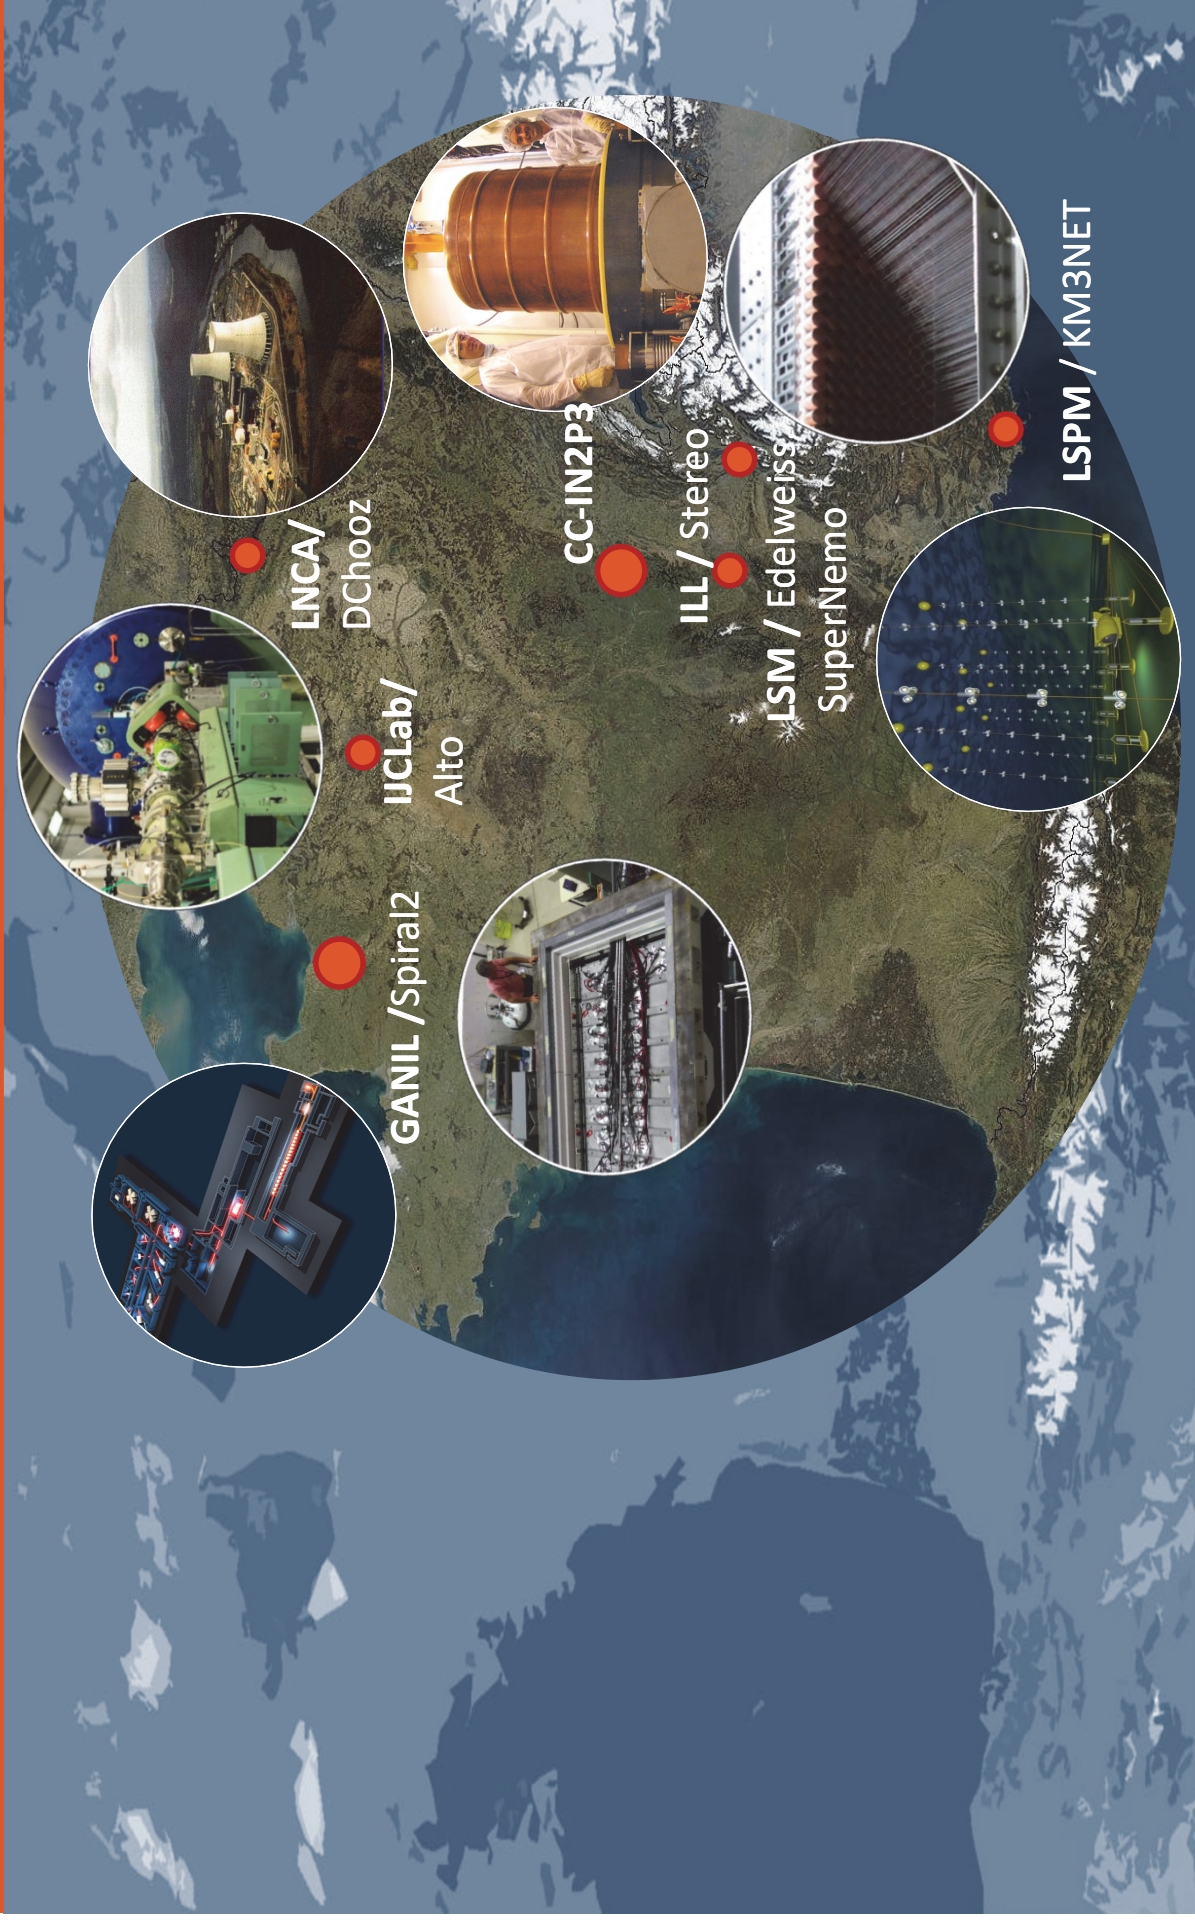 LNCA/
DChooz
IJCLab/
Alto
GANIL /Spiral2
CC-IN2P3
ILL / Stereo
LSM / Edelweiss
SuperNemo
LSPM / KM3NET